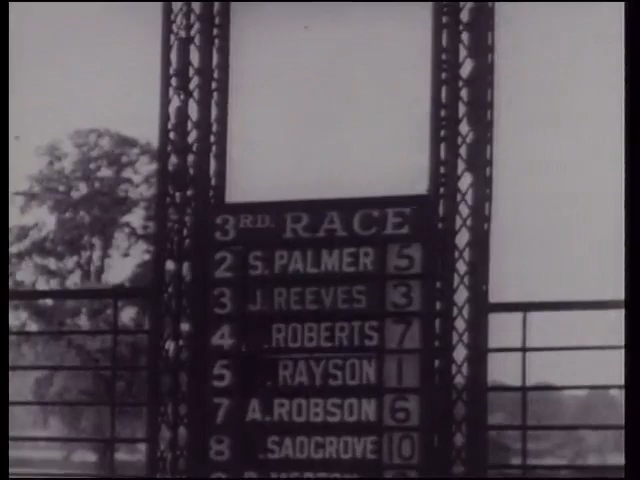 3RD. RACE
2 S. PALMER 5
3 J. REEVES 3
4 .ROBERTS 7
5 . RAYSON 1
7 A. ROBSON 6
8 .SADGROVE 10